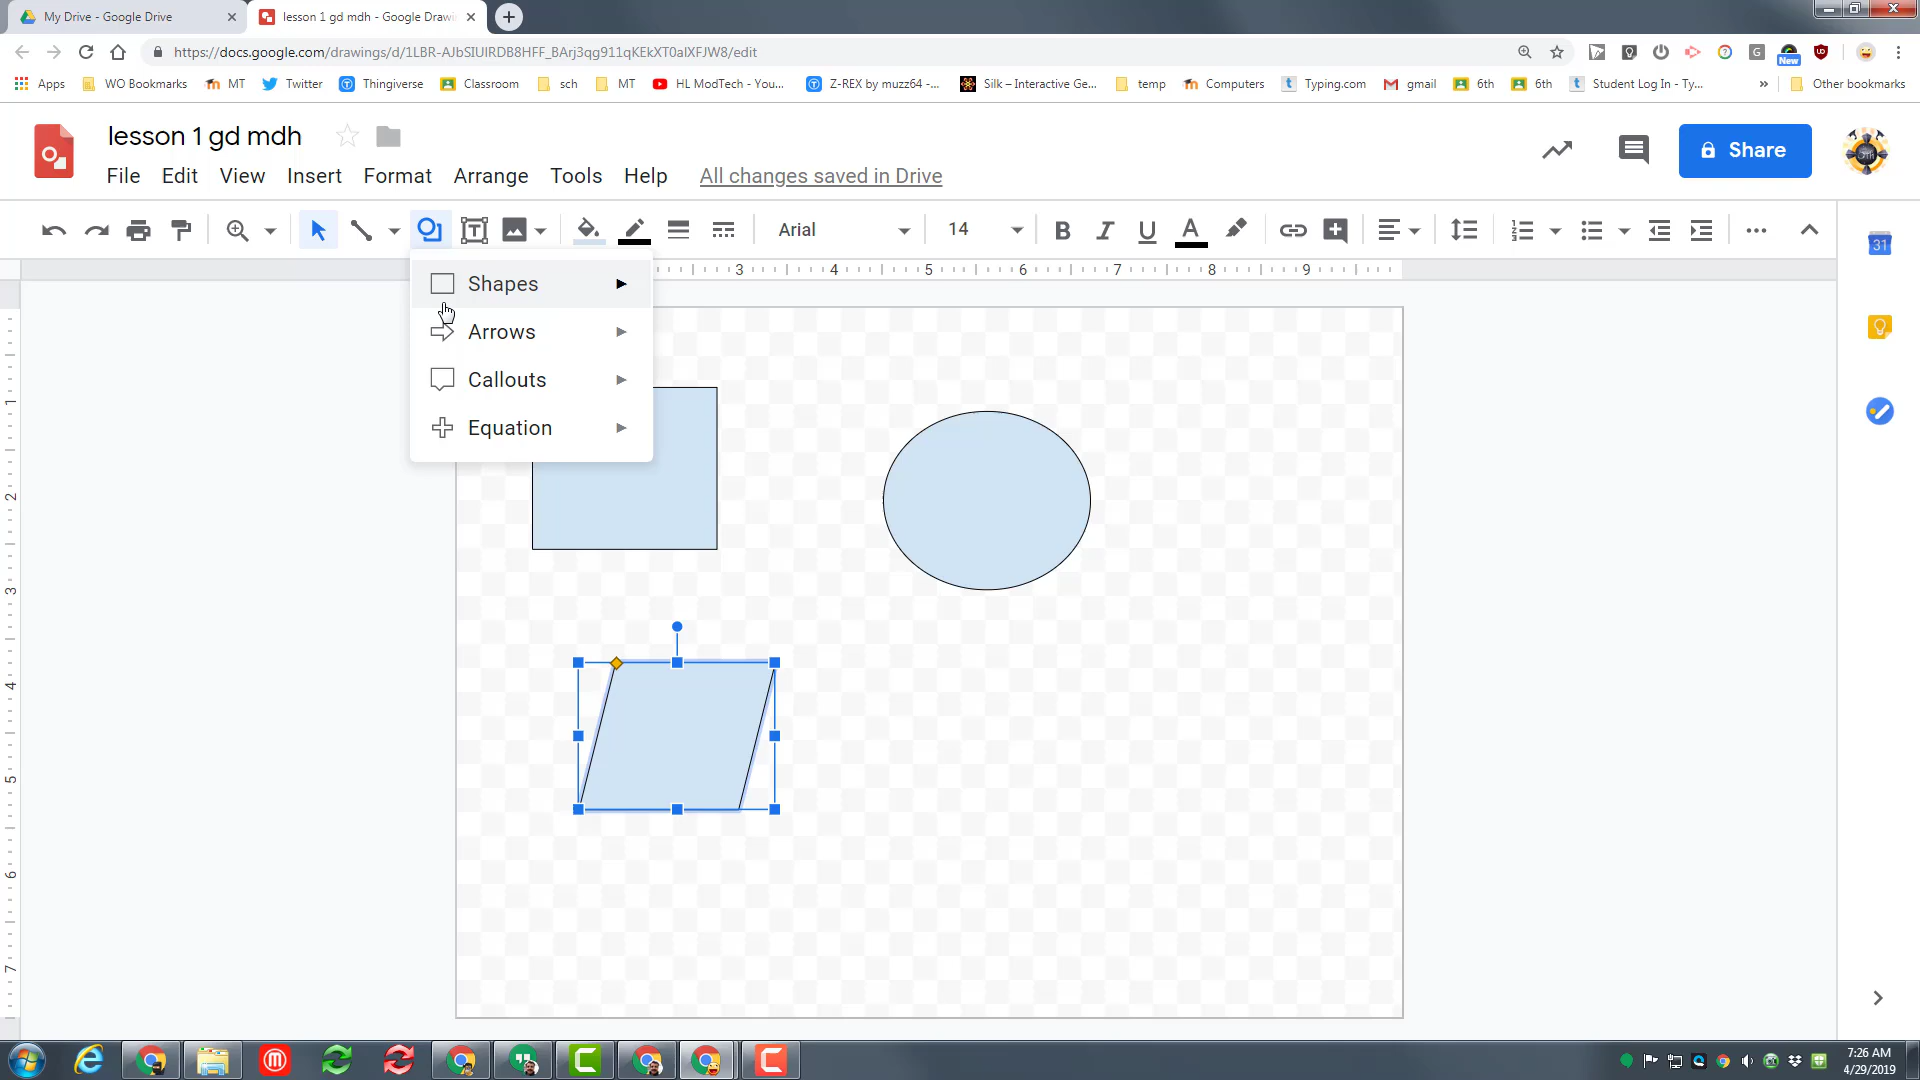 My Drive - Google Drive
lesson 1 gd mdh - Google Drawi
https://docs.google.com/drawings/d/1LBR-AJbSIUlRDB8HFF_BArj3qg911qKEkXT0alXFJW8/edit
New
Apps
WO Bookmarks
MT
Twitter
Thingiverse
Classroom
sch
MT
HL ModTech - You...
Z-REX by muzz64 -...
Silk – Interactive Ge...
temp
Computers
Typing.com
gmail
6th
6th
Student Log In - Ty...
»
Other bookmarks
lesson 1 gd mdh
Share
File Edit View Insert Format Arrange Tools Help All changes saved in Drive
Arial 14 B I U A
31
3 4 5 6 7 8 9
Shapes
Arrows
Callouts
Equation
1
2
3
4
5
6
7
7:26 AM
4/29/2019